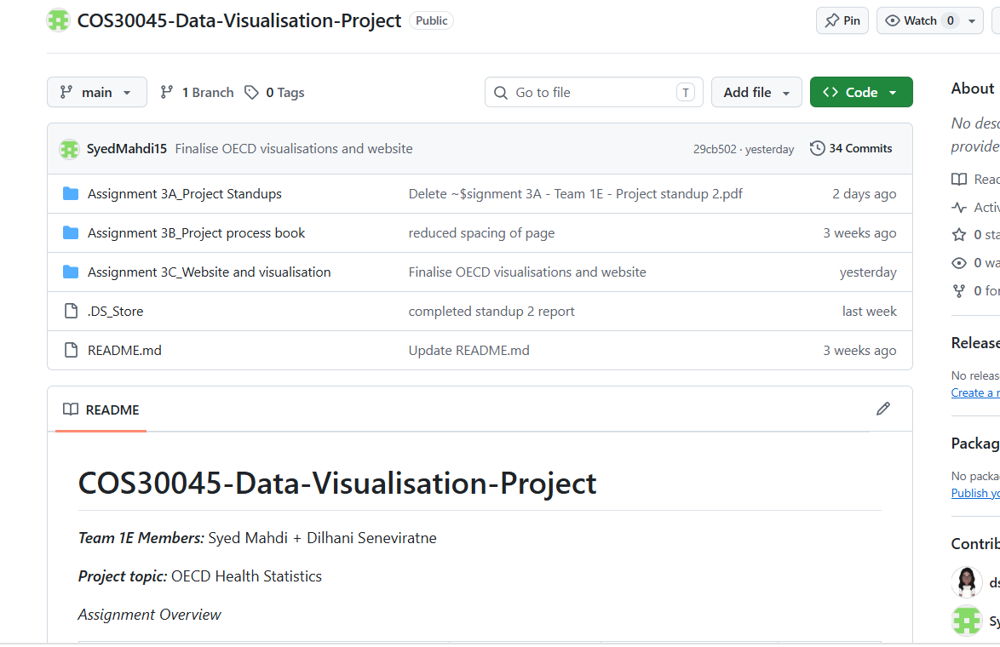 COS30045-Data-Visualisation-Project Public Pin Watch 0
main 1 Branch 0 Tags Go to file T Add file Code
About
No desc
provide
SyedMahdi15 Finalise OECD visualisations and website 29cb502 · yesterday 34 Commits
Assignment 3A_Project Standups Delete ~$signment 3A - Team 1E - Project standup 2.pdf 2 days ago
Assignment 3B_Project process book reduced spacing of page 3 weeks ago
Assignment 3C_Website and visualisation Finalise OECD visualisations and website yesterday
.DS_Store completed standup 2 report last week
README.md Update README.md 3 weeks ago
Read
Activ
0 sta
0 wa
0 for
Release
No releas
Create a r
README
COS30045-Data-Visualisation-Project
Team 1E Members: Syed Mahdi + Dilhani Seneviratne
Project topic: OECD Health Statistics
Assignment Overview
Packag
No packa
Publish yo
Contrib
ds
Sy